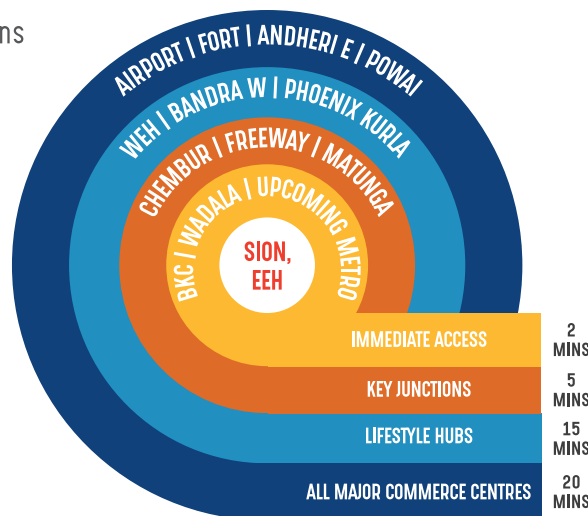 ns
AIRPORT | FORT | ANDHERI E | POWAI
WEH | BANDRA W | PHOENIX KURLA
CHEMBUR | FREEWAY | MATUNGA
BKC | WADALA | UPCOMING METRO
SION,
EEH
IMMEDIATE ACCESS
2
MINS
KEY JUNCTIONS
5
MINS
LIFESTYLE HUBS
15
MINS
ALL MAJOR COMMERCE CENTRES
20
MINS